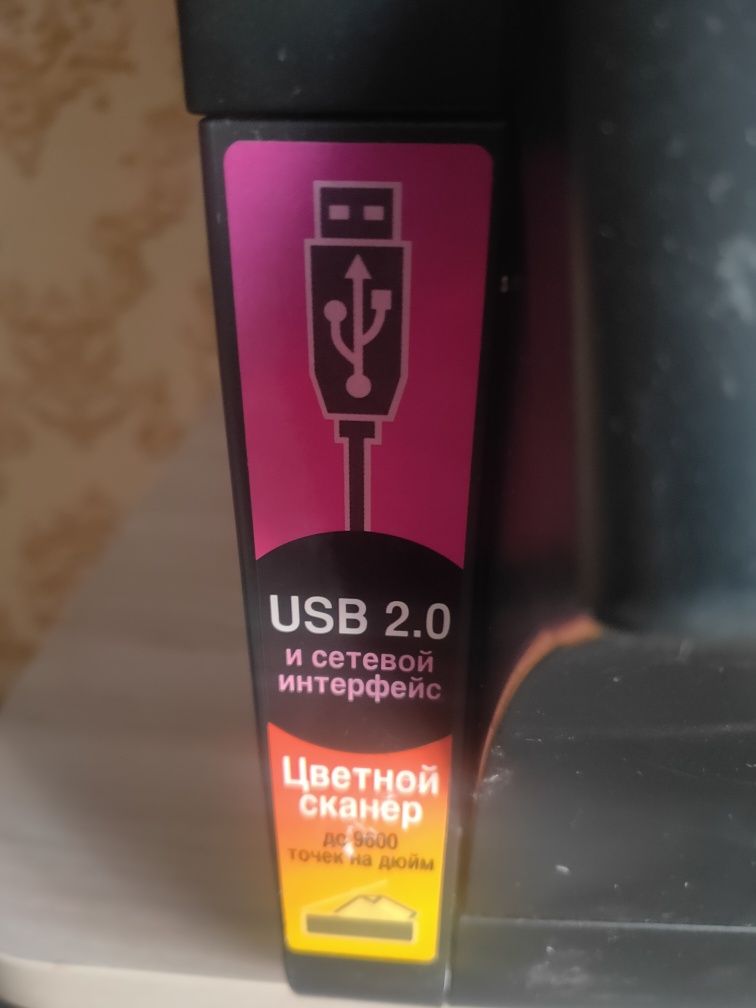 USB 2.0
и сетевой
интерфейс
Цветной
сканер
до 9600
точек на дюйм